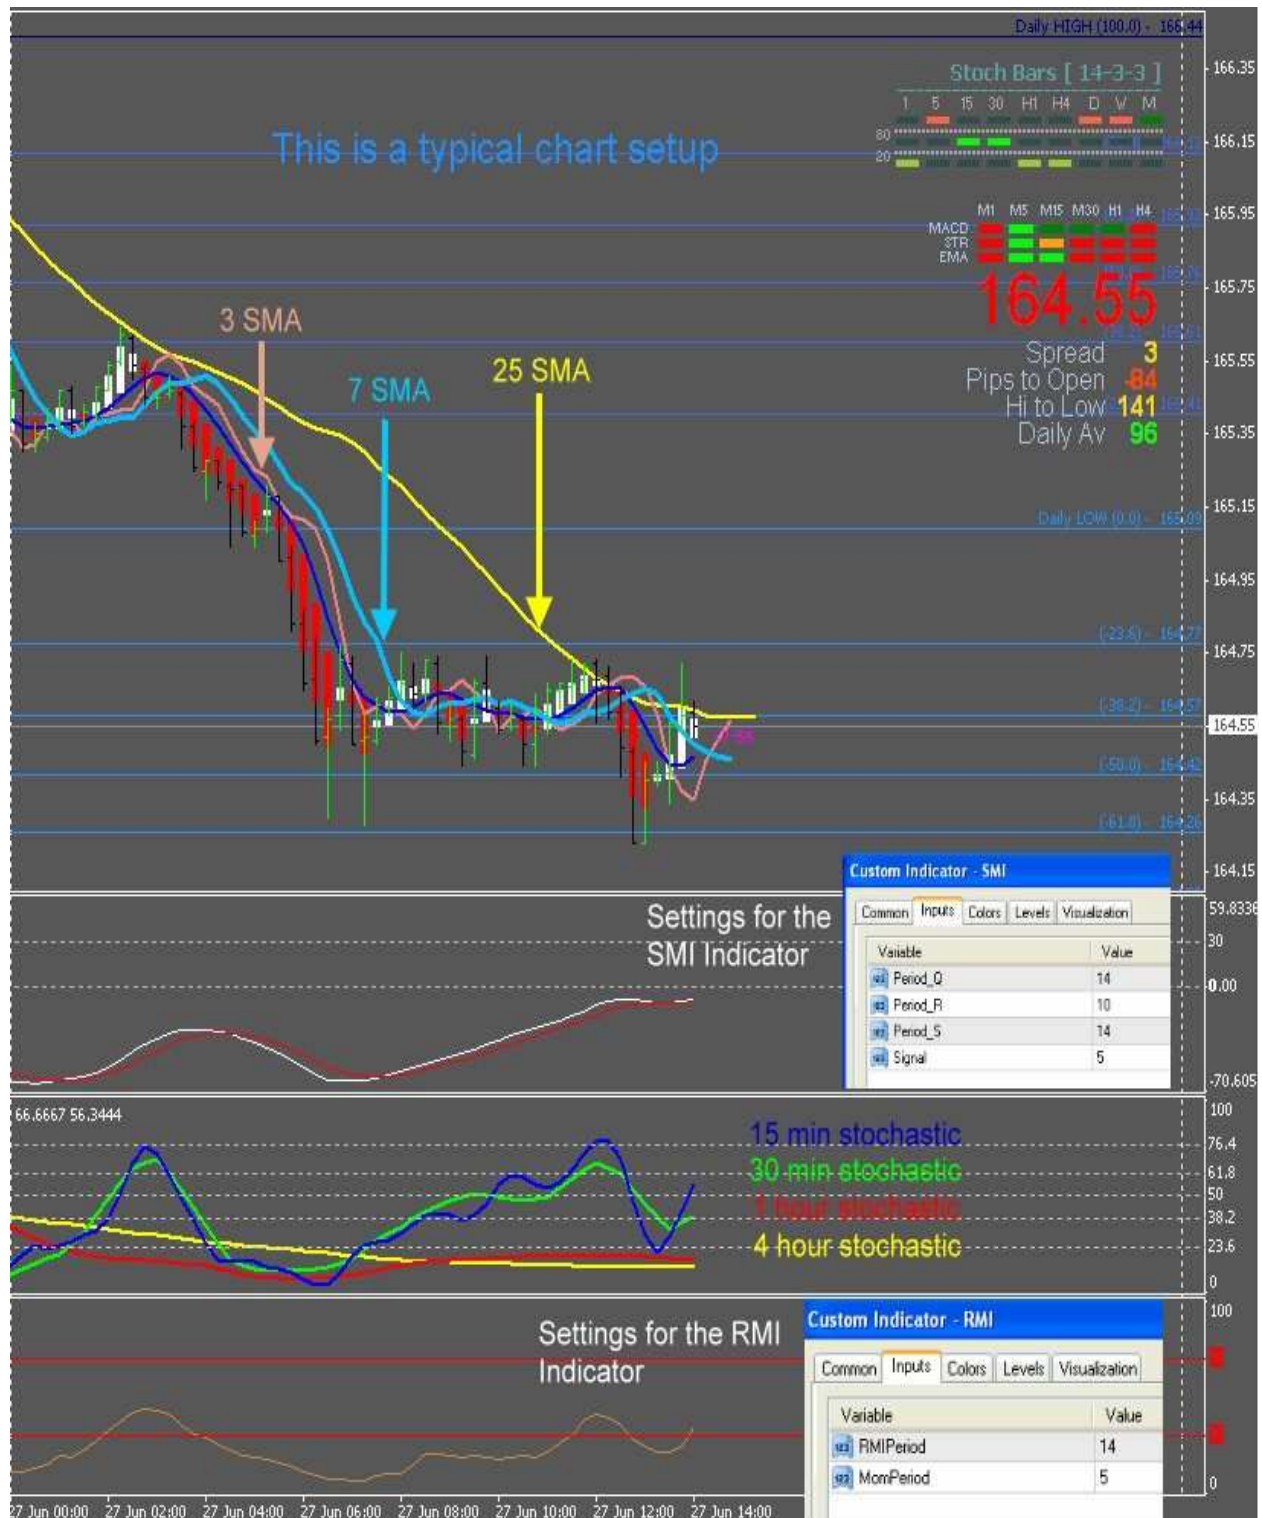 Daily HIGH (100.0) - 166.44
166.35
Stoch Bars [ 14-3-3 ]
1 5 15 30 H1 H4 D W M
80
20
This is a typical chart setup
166.15
M1 M5 M15 M30 H1 H4
165.95
MACD
STR
EMA
164.55
165.75
3 SMA
7 SMA
25 SMA
Spread 3
165.55
Pips to Open -84
Hi to Low 141
Daily Av 96
165.35
165.15
Daily LOW (0.0) - 165.09
164.95
(-23.6) - 164.77
164.75
(-38.2) - 164.57
164.55
(-50.0) - 164.42
164.35
(-61.8) - 164.26
164.15
Settings for the
SMI Indicator
Custom Indicator - SMI
Common Inputs Colors Levels Visualization
Variable Value
Period_Q 14
Period_R 10
Period_S 14
Signal 5
59.8336
30
0.00
-70.605
66.6667 56.3444
15 min stochastic
30 min stochastic
1 hour stochastic
4 hour stochastic
100
76.4
61.8
50
38.2
23.6
0
Settings for the RMI
Indicator
Custom Indicator - RMI
Common Inputs Colors Levels Visualization
Variable Value
RMIPeriod 14
MomPeriod 5
100
0
27 Jun 00:00 27 Jun 02:00 27 Jun 04:00 27 Jun 06:00 27 Jun 08:00 27 Jun 10:00 27 Jun 12:00 27 Jun 14:00